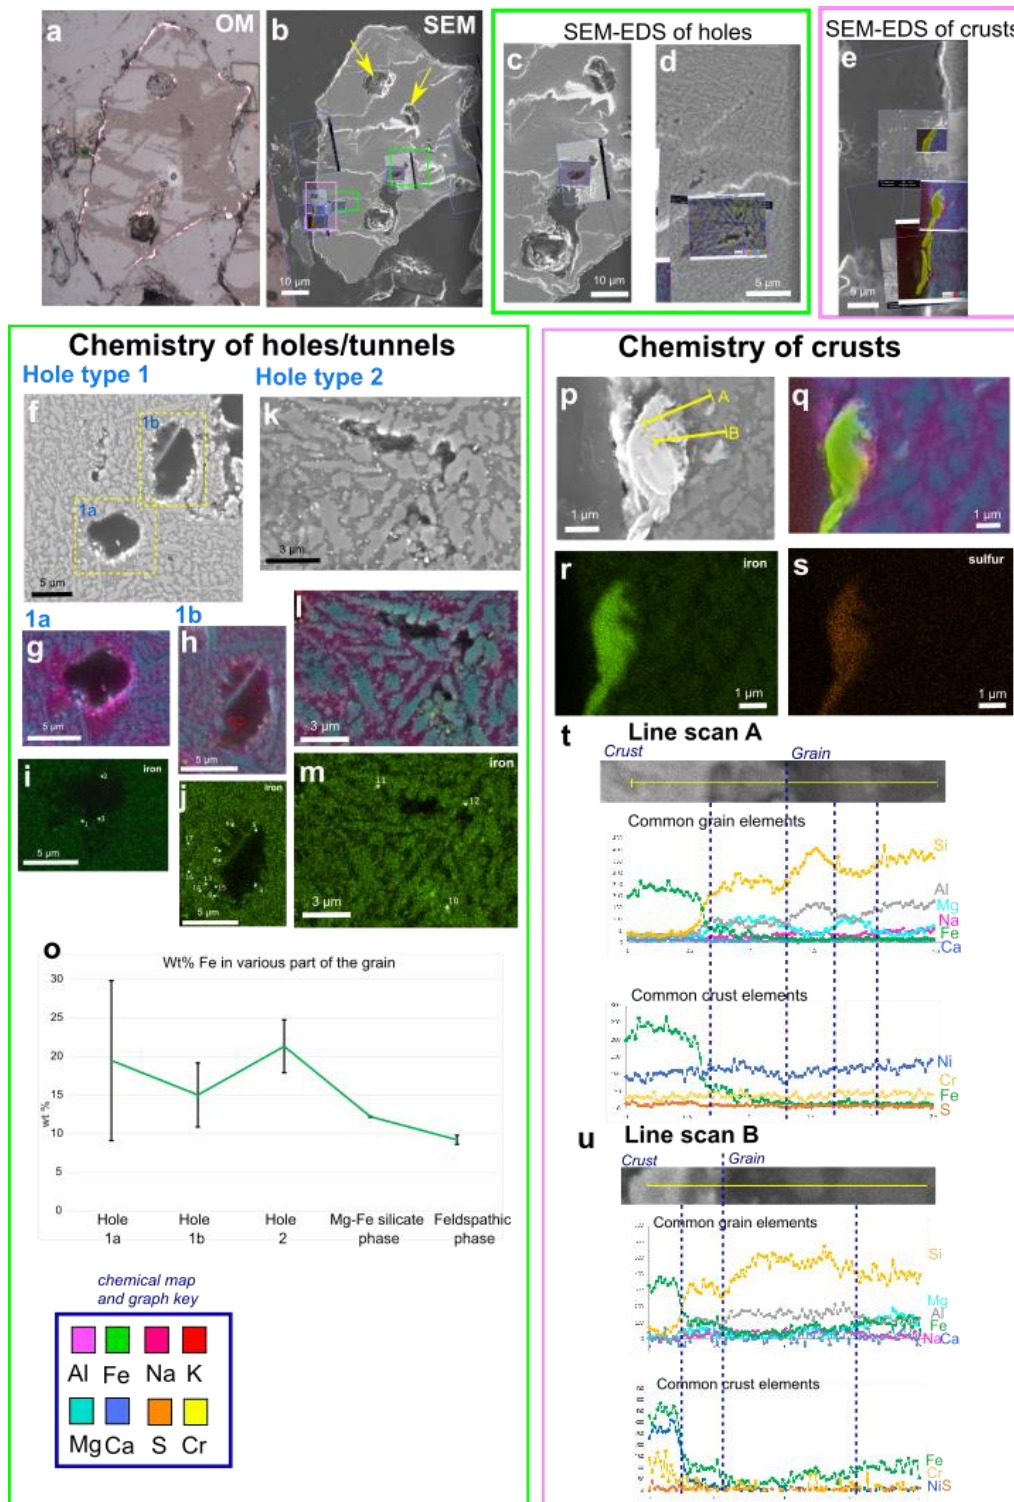 a
OM
b
SEM
10 µm
SEM-EDS of holes
c
d
10 µm
5 µm
SEM-EDS of crusts
e
5 µm
Chemistry of holes/tunnels
Hole type 1
Hole type 2
f
1b
1a
5 µm
k
3 µm
1a
1b
g
5 µm
h
5 µm
l
3 µm
i
iron
5 µm
j
iron
5 µm
m
iron
11
12
10
3 µm
o
Wt% Fe in various part of the grain
30
25
20
15
10
5
0
wt %
Hole 1a
Hole 1b
Hole 2
Mg-Fe silicate phase
Feldspathic phase
chemical map
and graph key
Al Fe Na K
Mg Ca S Cr
Chemistry of crusts
p
A
B
1 µm
q
1 µm
r
iron
1 µm
s
sulfur
1 µm
t
Line scan A
Crust
Grain
Common grain elements
Si
Al
Mg
Na
Fe
Ca
Common crust elements
Ni
Cr
Fe
S
u
Line scan B
Crust
Grain
Common grain elements
Si
Mg
Al
Fe
NaCa
Common crust elements
Fe
Cr
NiS